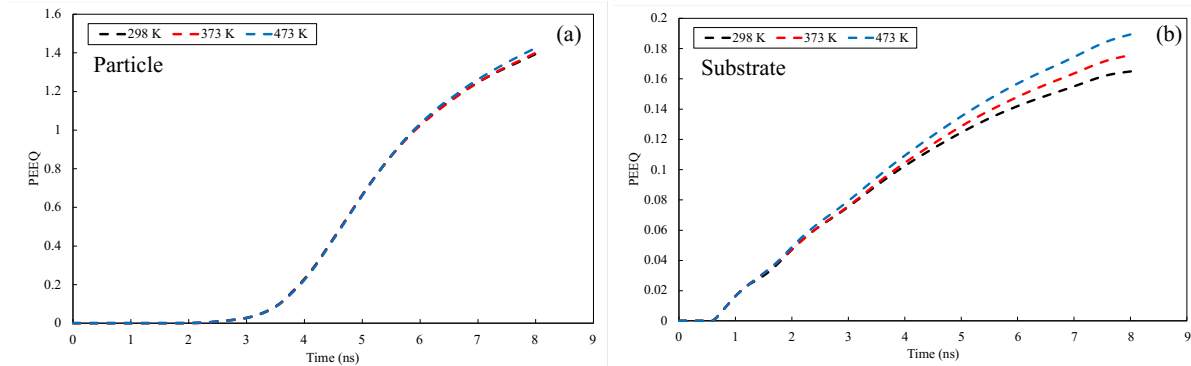 1.6
1.4
1.2
1
0.8
0.6
0.4
0.2
0
PEEQ
298 K 373 K 473 K
(a)
Particle
0 1 2 3 4 5 6 7 8 9
Time (ns)
0.2
0.18
0.16
0.14
0.12
0.1
0.08
0.06
0.04
0.02
0
PEEQ
298 K 373 K 473 K
(b)
Substrate
0 1 2 3 4 5 6 7 8 9
Time (ns)